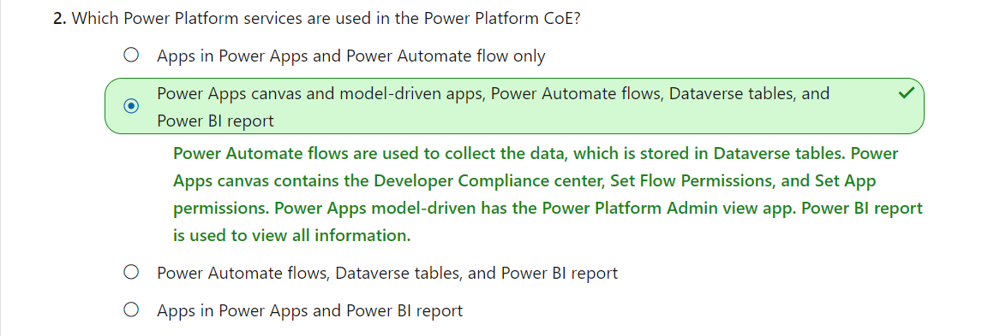 2. Which Power Platform services are used in the Power Platform CoE?
Apps in Power Apps and Power Automate flow only
Power Apps canvas and model-driven apps, Power Automate flows, Dataverse tables, and
Power BI report
Power Automate flows are used to collect the data, which is stored in Dataverse tables. Power
Apps canvas contains the Developer Compliance center, Set Flow Permissions, and Set App
permissions. Power Apps model-driven has the Power Platform Admin view app. Power BI report
is used to view all information.
Power Automate flows, Dataverse tables, and Power BI report
Apps in Power Apps and Power BI report